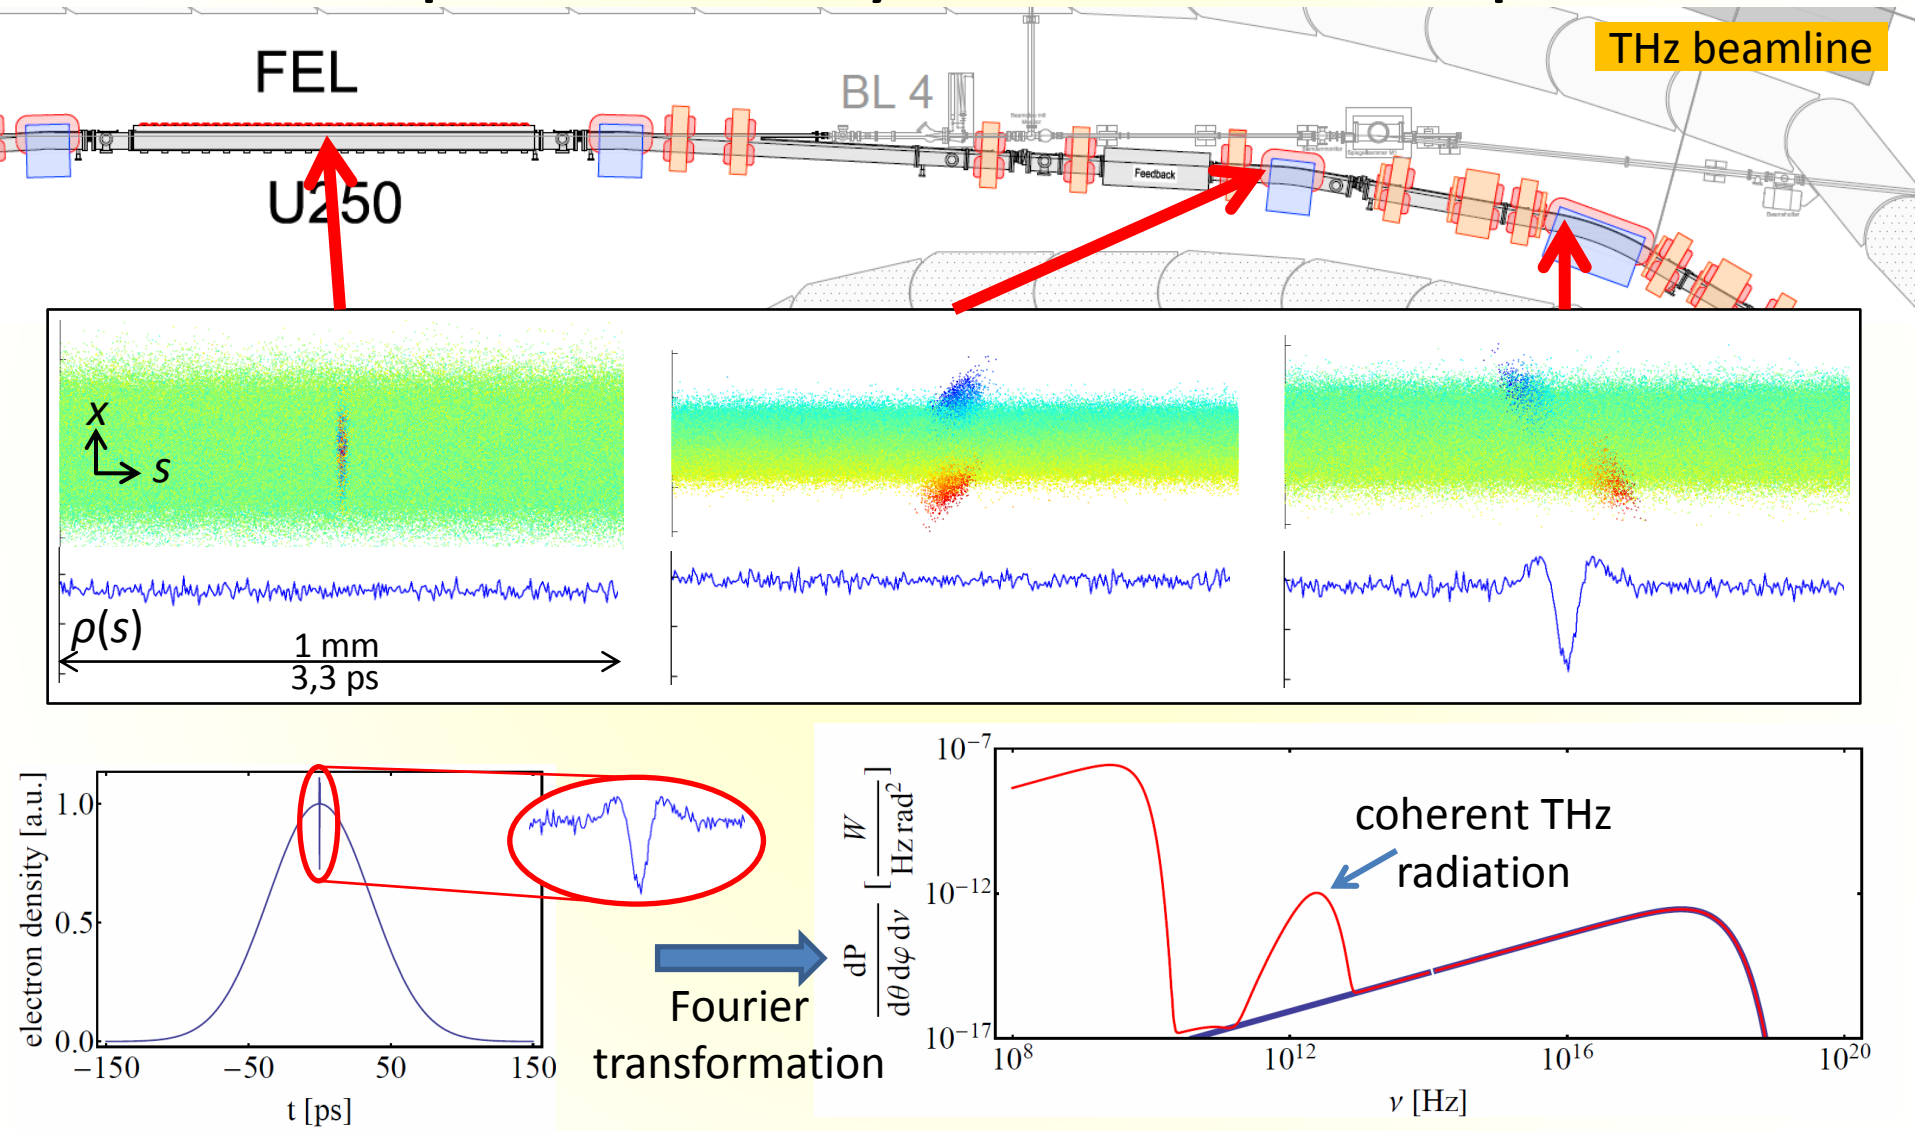 THz beamline
FEL
BL 4
U250
Feedback
x
s
ρ(s)
1 mm
3,3 ps
electron density [a.u.]
1.0
0.5
0.0
−150
−50
50
150
t [ps]
Fourier
transformation
dP
dθ dφ dν
[
W
Hz rad²
]
10⁻⁷
10⁻¹²
10⁻¹⁷
coherent THz
radiation
10⁸
10¹²
10¹⁶
10²⁰
ν [Hz]